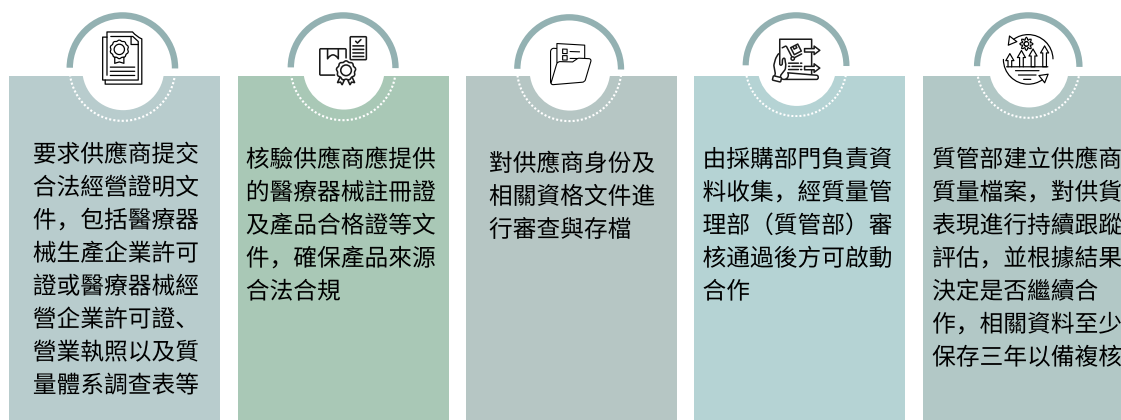 要求供應商提交
合法經營證明文
件，包括醫療器
械生產企業許可
證或醫療器械經
營企業許可證、
營業執照以及質
量體系調查表等
核驗供應商應提供
的醫療器械註冊證
及產品合格證等文
件，確保產品來源
合法合規
對供應商身份及
相關資格文件進
行審查與存檔
由採購部門負責資
料收集，經質量管
理部（質管部）審
核通過後方可啟動
合作
質管部建立供應商
質量檔案，對供貨
表現進行持續跟蹤
評估，並根據結果
決定是否繼續合
作，相關資料至少
保存三年以備複核